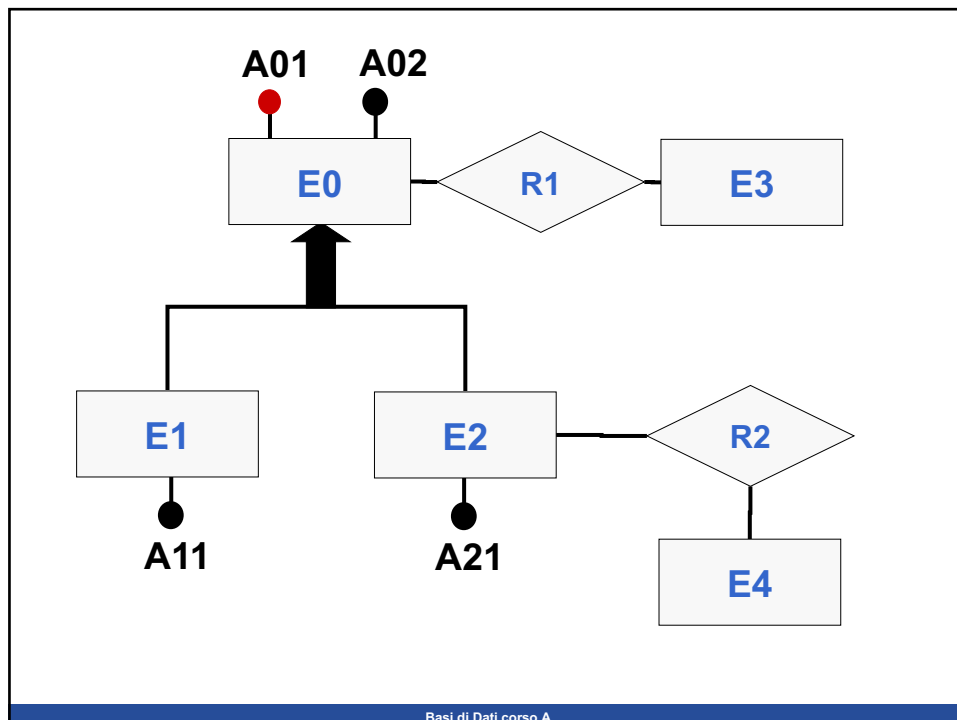 A01 A02
E0 R1 E3
E1 E2 R2
A11 A21
E4
Basi di Dati corso A